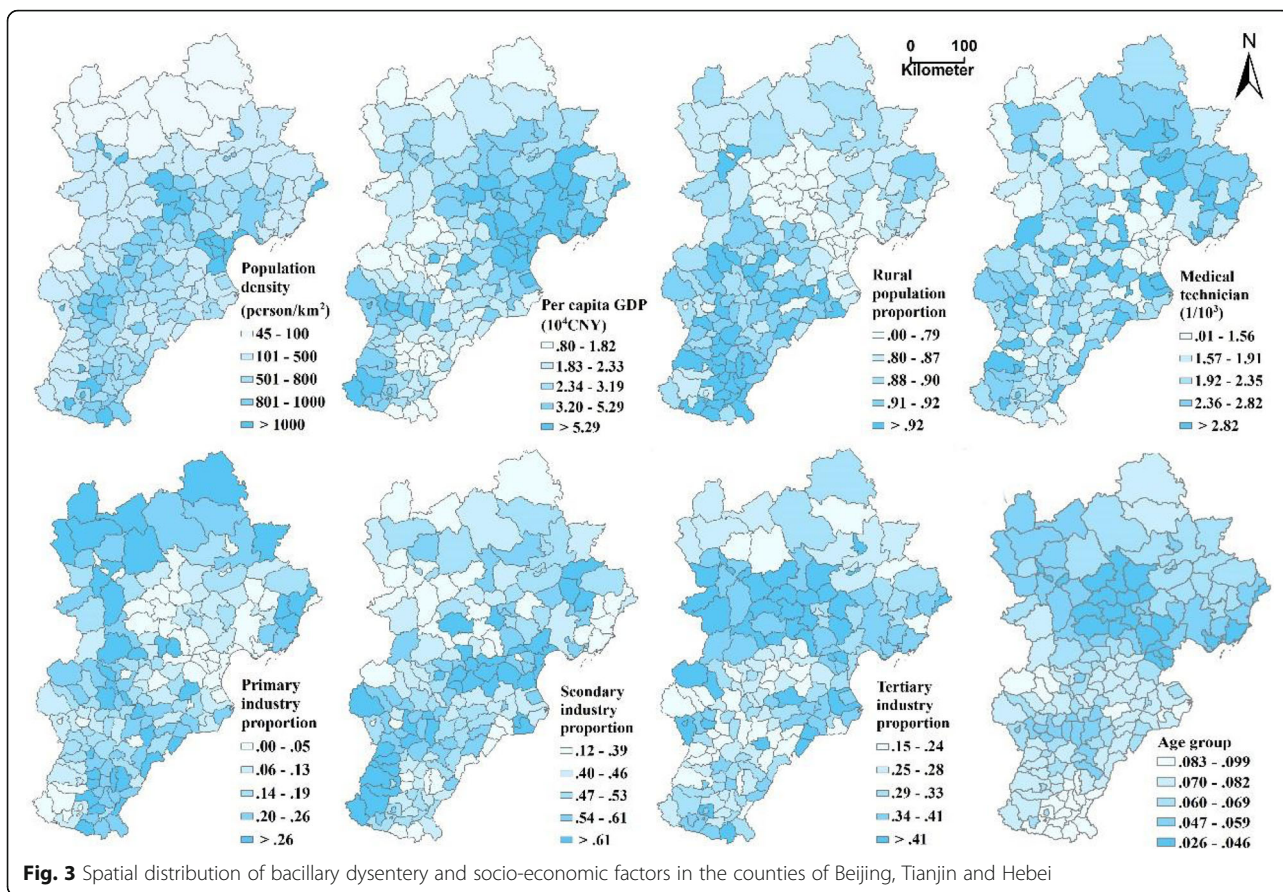 0 100
Kilometer
N
Population
density
(person/km²)
45 - 100
101 - 500
501 - 800
801 - 1000
> 1000
Per capita GDP
(10⁴CNY)
.80 - 1.82
1.83 - 2.33
2.34 - 3.19
3.20 - 5.29
> 5.29
Rural
population
proportion
.00 - .79
.80 - .87
.88 - .90
.91 - .92
> .92
Medical
technician
(1/10³)
.01 - 1.56
1.57 - 1.91
1.92 - 2.35
2.36 - 2.82
> 2.82
Primary
industry
proportion
.00 - .05
.06 - .13
.14 - .19
.20 - .26
> .26
Scondary
industry
proportion
.12 - .39
.40 - .46
.47 - .53
.54 - .61
> .61
Tertiary
industry
proportion
.15 - .24
.25 - .28
.29 - .33
.34 - .41
> .41
Age group
.083 - .099
.070 - .082
.060 - .069
.047 - .059
.026 - .046
Fig. 3 Spatial distribution of bacillary dysentery and socio-economic factors in the counties of Beijing, Tianjin and Hebei